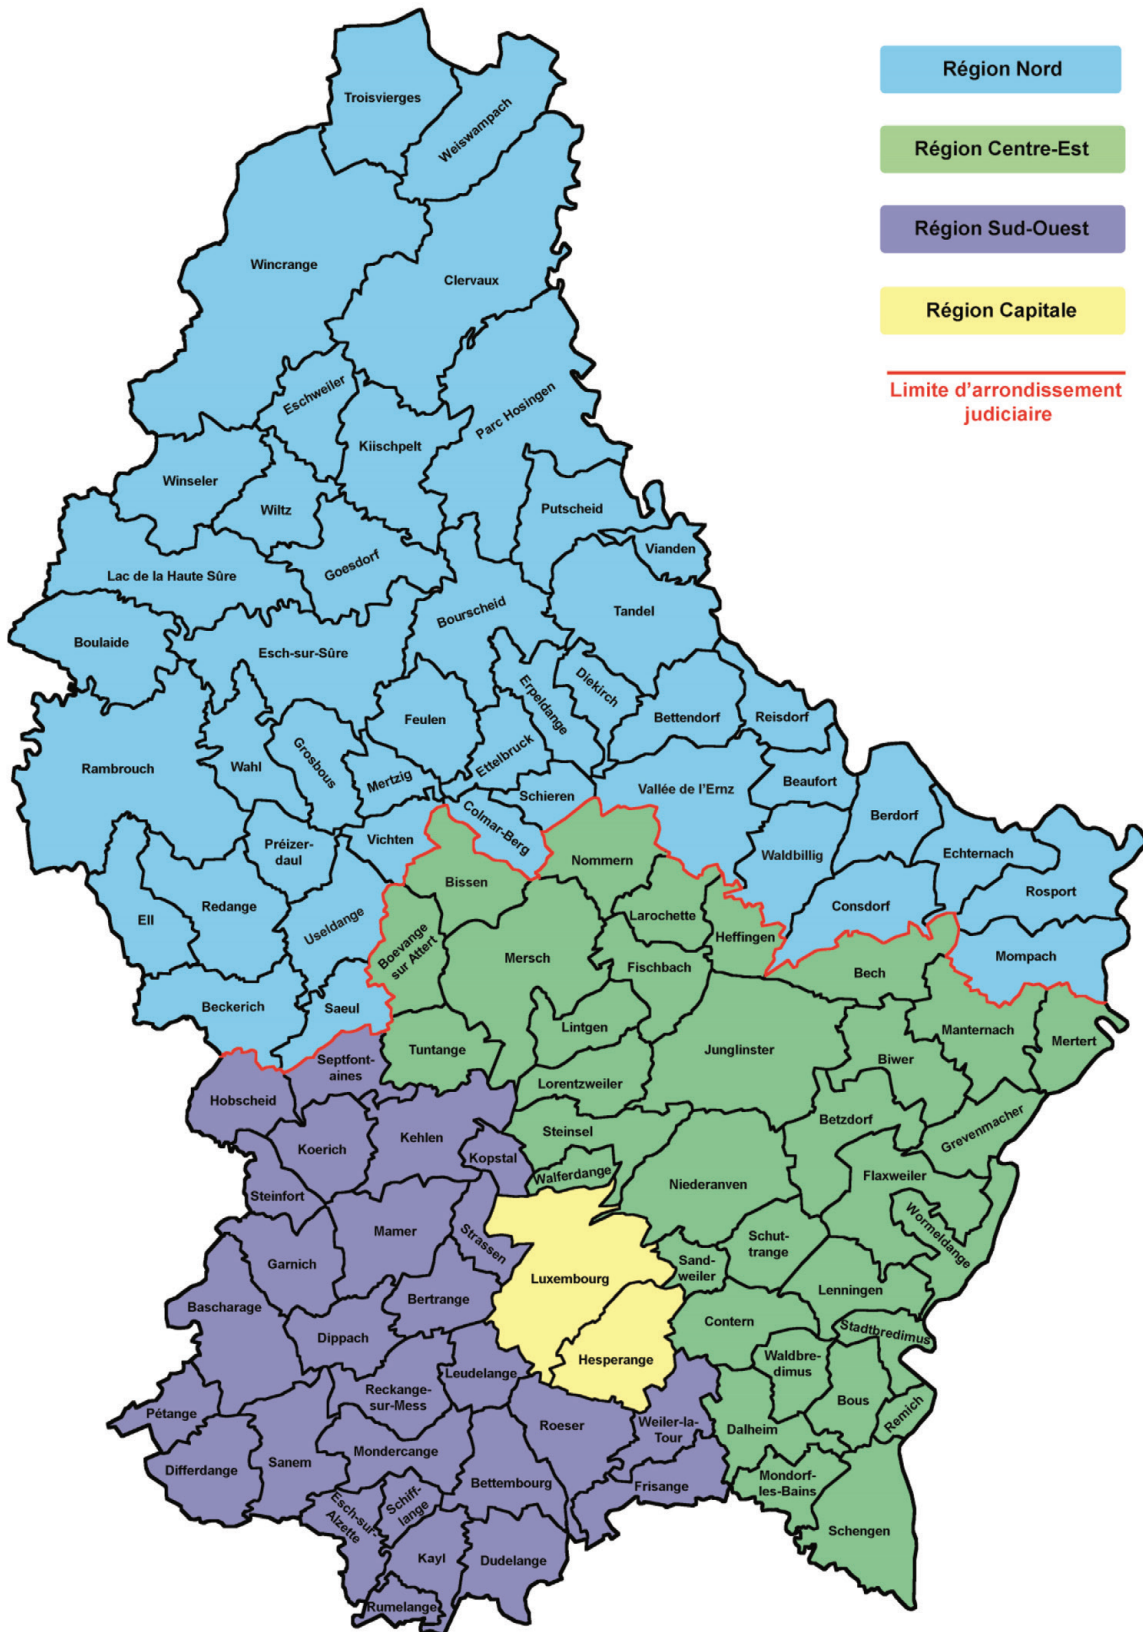 Région Nord
Région Centre-Est
Région Sud-Ouest
Région Capitale
Limite d'arrondissement
judiciaire
Troisvierges
Weiswampach
Wincrange
Clervaux
Eschweiler
Parc Hosingen
Kiischpelt
Winseler
Wiltz
Putscheid
Vianden
Goesdorf
Lac de la Haute Sûre
Bourscheid
Tandel
Boulaide
Esch-sur-Sûre
Diekirch
Erpeldange
Feulen
Bettendorf
Reisdorf
Ettelbruck
Grosbous
Wahl
Rambrouch
Mertzig
Schieren
Vallée de l'Ernz
Beaufort
Berdorf
Colmar-Berg
Vichten
Préizer-
daul
Nommern
Waldbillig
Echternach
Bissen
Rosport
Consdorf
Larochette
Ell
Redange
Useldange
Boevange
sur Attert
Heffingen
Mersch
Fischbach
Bech
Mompach
Beckerich
Saeul
Lintgen
Manternach
Mertert
Tuntange
Junglinster
Biwer
Septfont-
aines
Lorentzweiler
Hobscheid
Koerich
Kehlen
Steinsel
Betzdorf
Grevenmacher
Kopstal
Walferdange
Flaxweiler
Niederanven
Steinfort
Mamer
Strassen
Wormeldange
Schut-
trange
Sand-
weiler
Garnich
Luxembourg
Lenningen
Bascharage
Bertrange
Contern
Stadtbredimus
Dippach
Hesperange
Waldbre-
dimus
Leudelange
Reckange-
sur-Mess
Bous
Remich
Pétange
Roeser
Weiler-la-
Tour
Dalheim
Mondercange
Sanem
Differdange
Bettembourg
Frisange
Mondorf-
les-Bains
Schiff-
lange
Esch-sur-
Alzette
Schengen
Kayl
Dudelange
Rumelange